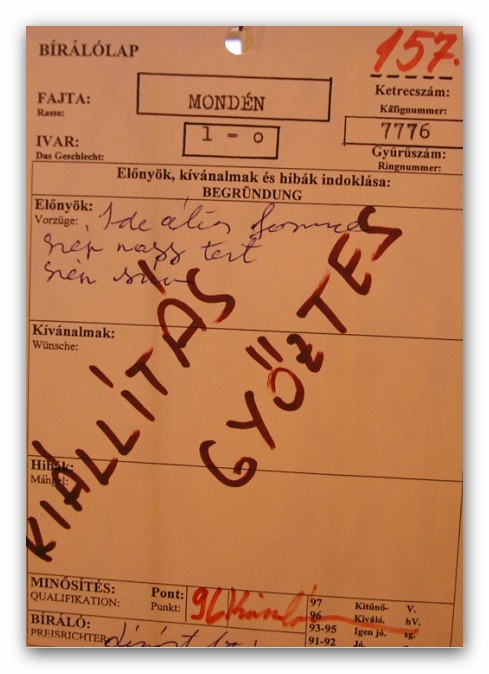 BÍRÁLÓLAP
157.
FAJTA:
Rasse:
MONDÉN
Ketrecszám:
Käfignummer:
IVAR:
Das Geschlecht:
1 - 0
7776
Gyűrűszám:
Ringnummer:
Előnyök, kívánalmak és hibák indoklása:
BEGRÜNDUNG
Előnyök:
Vorzüge:
Ideális forma
szép nagy test
szép szín
Kívánalmak:
Wünsche:
KIÁLLÍTÁS
GYŐZTES
Hibák:
Mängel:
MINŐSÍTÉS:
QUALIFIKATION:
Pont:
Punkt:
96 Kiváló
97 Kitűnő- V.
96 Kiváló. hV.
93-95 Igen jó. sg.
91-92 Jó.
BÍRÁLÓ:
PREISRICHTER: